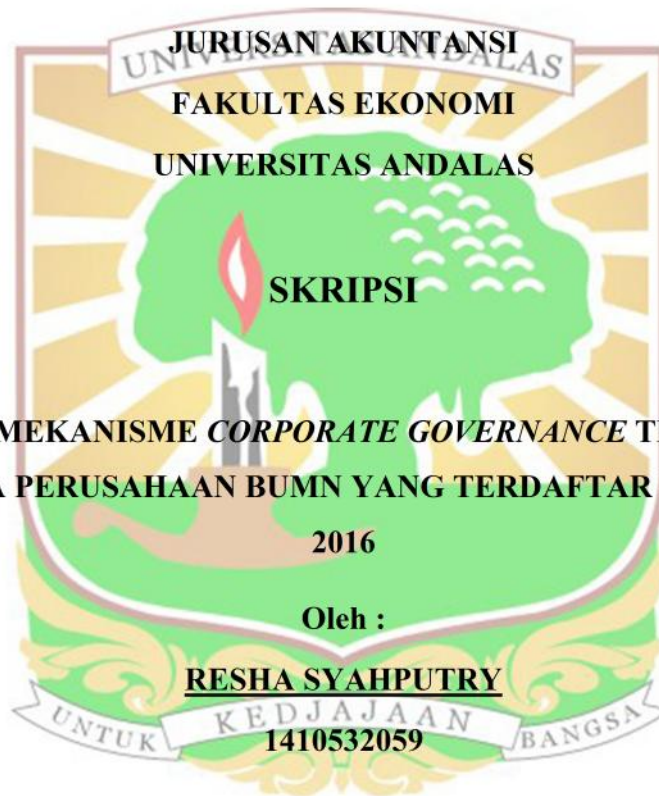 JURUSAN AKUNTANSI
UNIVERSITAS ANDALAS
FAKULTAS EKONOMI
UNIVERSITAS ANDALAS
SKRIPSI
MEKANISME CORPORATE GOVERNANCE
PERUSAHAAN BUMN YANG TERDAFTAR
2016
Oleh :
RESHA SYAHPUTRY
UNTUK KEDJAJAAN BANGSA
1410532059